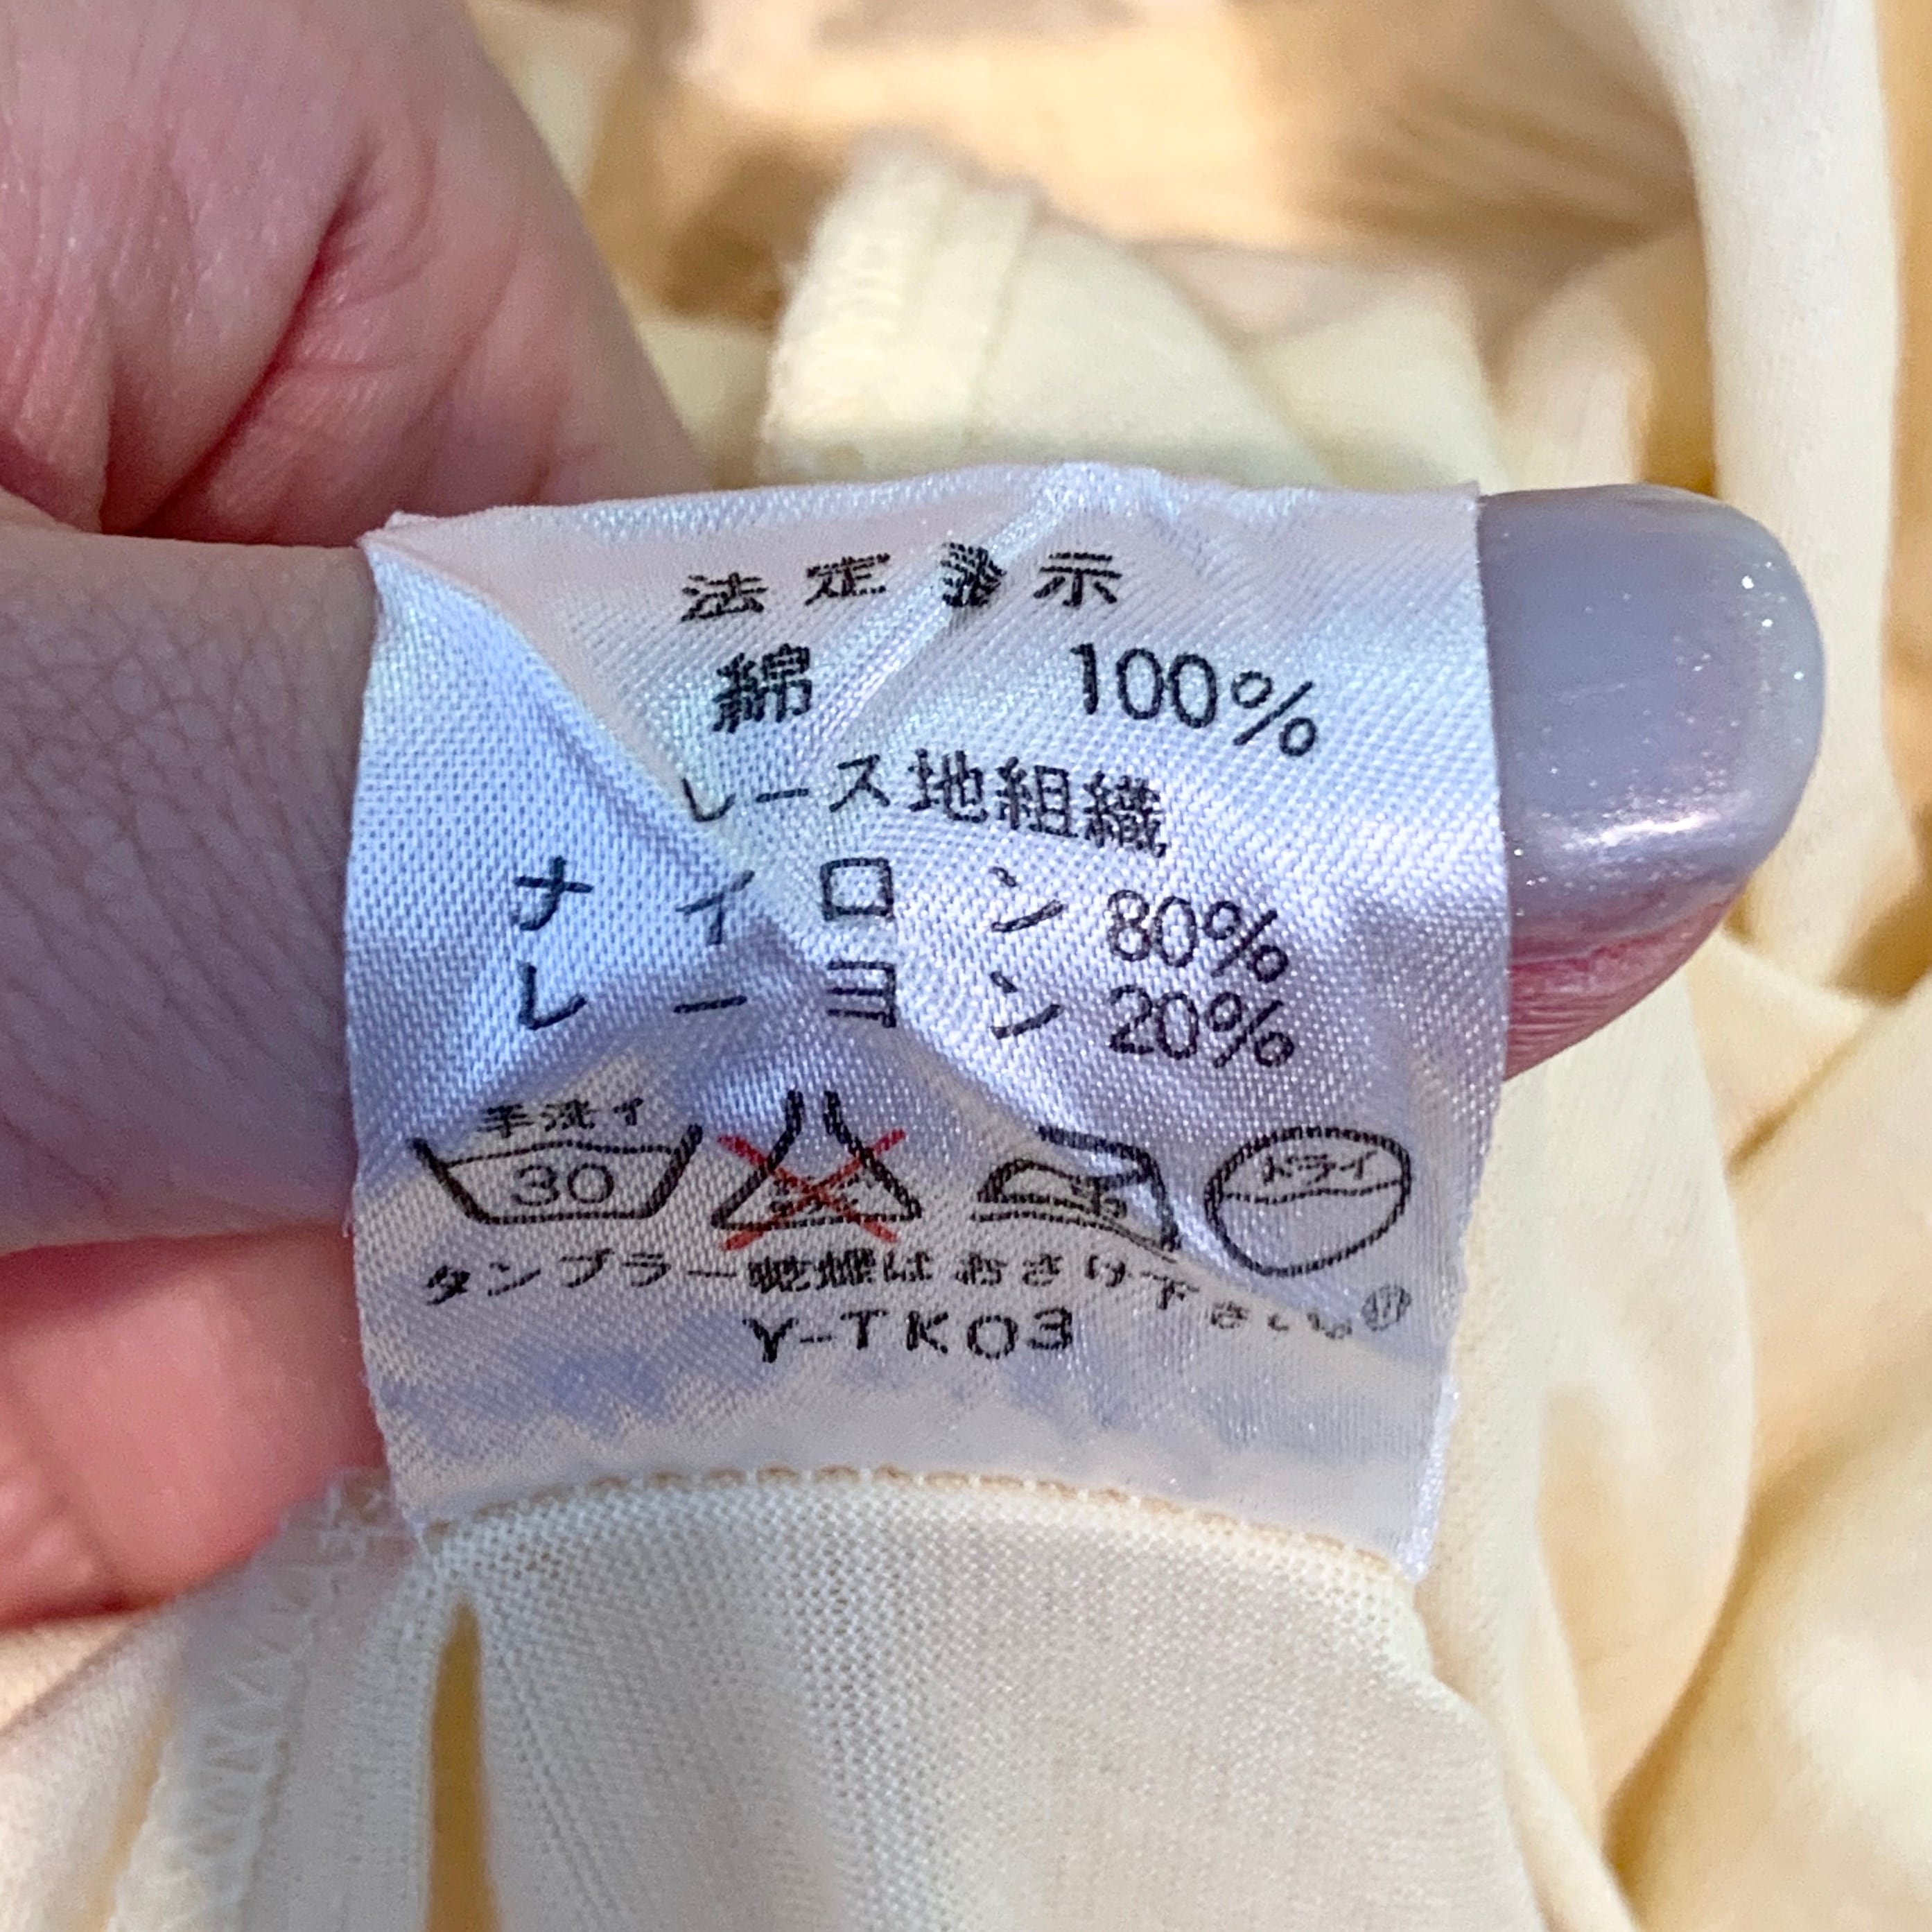 法定表示
綿 100%
レース地組織
ナイロン 80%
レーヨン 20%
手洗イ
30
ドライ
タンブラー乾燥はおさけ下さい。
Y-TK03